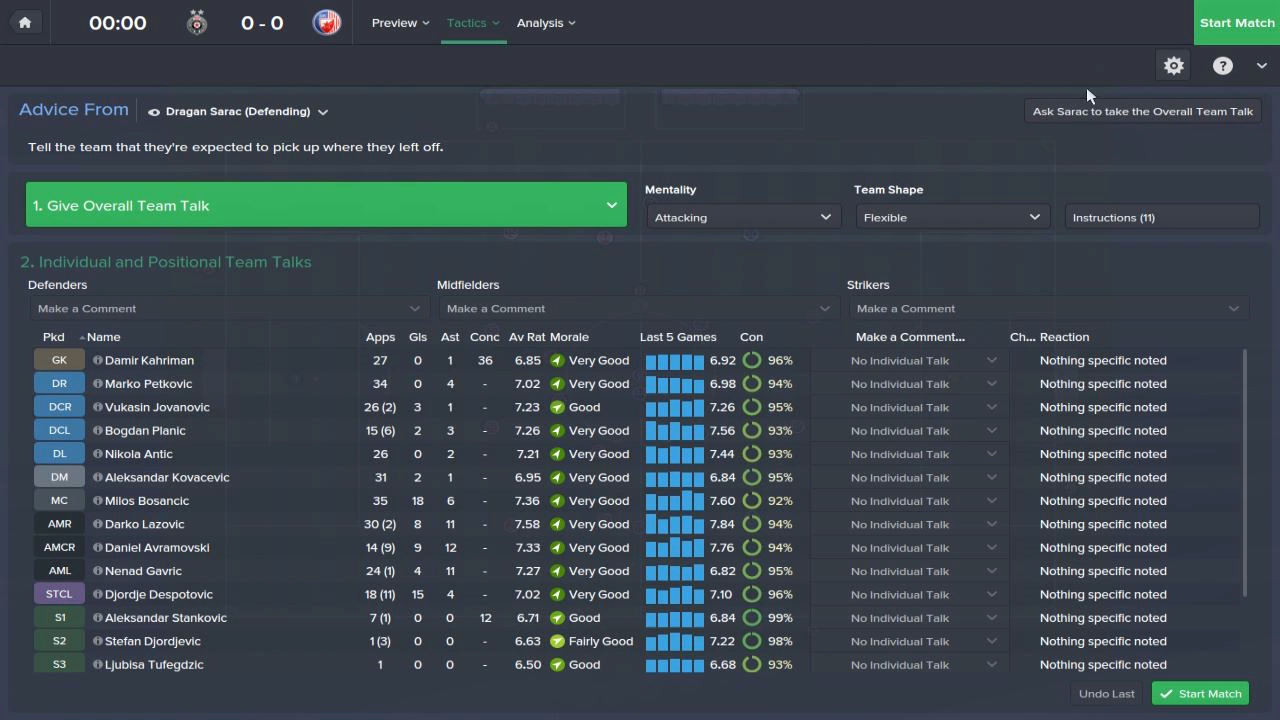 00:00 0 - 0 Preview Tactics Analysis Start Match
Advice From Dragan Sarac (Defending) Ask Sarac to take the Overall Team Talk
Tell the team that they're expected to pick up where they left off.
Mentality Team Shape
1. Give Overall Team Talk Attacking Flexible Instructions (11)
2. Individual and Positional Team Talks
Defenders Midfielders Strikers
Make a Comment Make a Comment Make a Comment
Pkd Name Apps Gls Ast Conc Av Rat Morale Last 5 Games Con Make a Comment... Ch... Reaction
GK Damir Kahriman 27 0 1 36 6.85 Very Good 6.92 96% No Individual Talk Nothing specific noted
DR Marko Petkovic 34 0 4 - 7.02 Very Good 6.98 94% No Individual Talk Nothing specific noted
DCR Vukasin Jovanovic 26 (2) 3 1 - 7.23 Good 7.26 95% No Individual Talk Nothing specific noted
DCL Bogdan Planic 15 (6) 2 3 - 7.26 Very Good 7.56 93% No Individual Talk Nothing specific noted
DL Nikola Antic 26 0 2 - 7.21 Very Good 7.44 93% No Individual Talk Nothing specific noted
DM Aleksandar Kovacevic 31 2 1 - 6.95 Very Good 6.84 95% No Individual Talk Nothing specific noted
MC Milos Bosancic 35 18 6 - 7.36 Very Good 7.60 92% No Individual Talk Nothing specific noted
AMR Darko Lazovic 30 (2) 8 11 - 7.58 Very Good 7.84 94% No Individual Talk Nothing specific noted
AMCR Daniel Avramovski 14 (9) 9 12 - 7.33 Very Good 7.76 94% No Individual Talk Nothing specific noted
AML Nenad Gavric 24 (1) 4 11 - 7.27 Very Good 6.82 95% No Individual Talk Nothing specific noted
STCL Djordje Despotovic 18 (11) 15 4 - 7.02 Very Good 7.10 96% No Individual Talk Nothing specific noted
S1 Aleksandar Stankovic 7 (1) 0 0 12 6.71 Good 6.84 99% No Individual Talk Nothing specific noted
S2 Stefan Djordjevic 1 (3) 0 0 - 6.63 Fairly Good 7.22 98% No Individual Talk Nothing specific noted
S3 Ljubisa Tufegdzic 1 0 0 - 6.50 Good 6.68 93% No Individual Talk Nothing specific noted
Undo Last Start Match